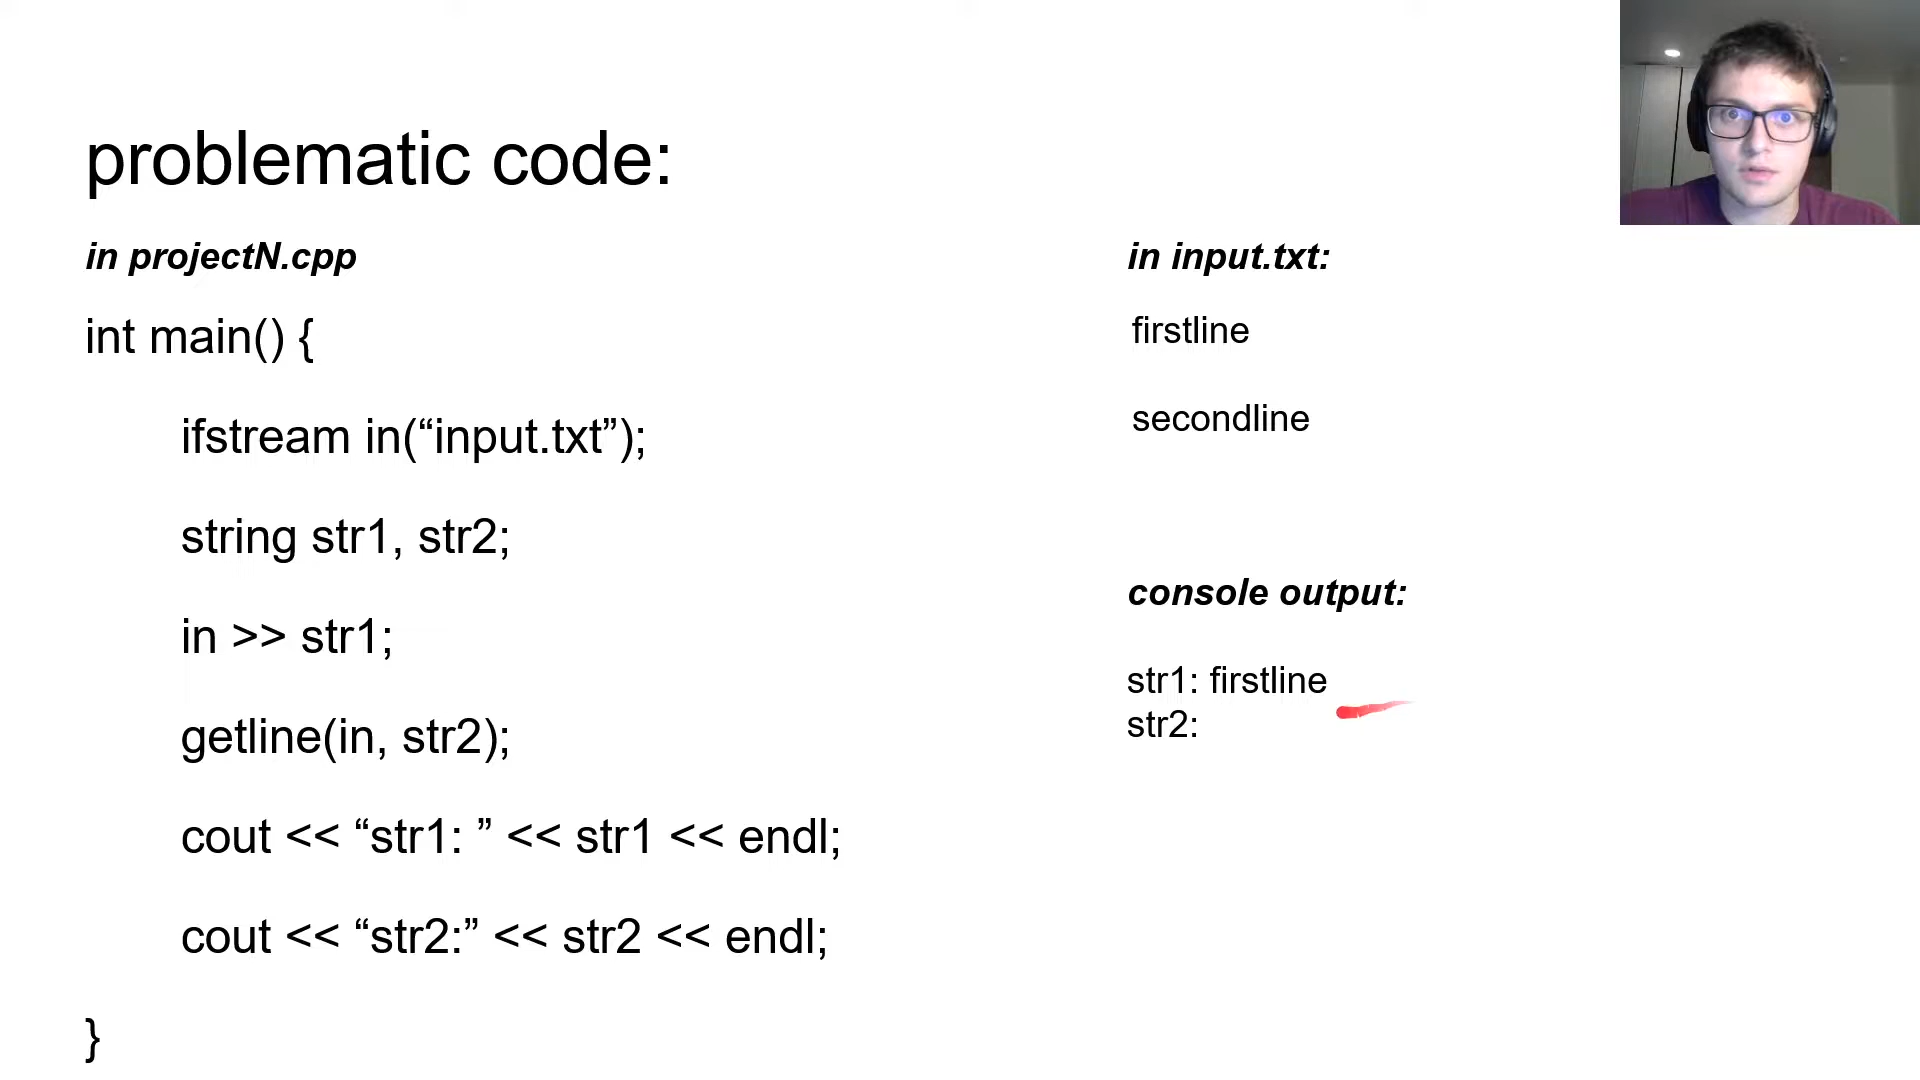 problematic code:
in projectN.cpp
int main() {
ifstream in(“input.txt”);
string str1, str2;
in >> str1;
getline(in, str2);
cout << “str1: ” << str1 << endl;
cout << “str2:” << str2 << endl;
}
in input.txt:
firstline
secondline
console output:
str1: firstline
str2: